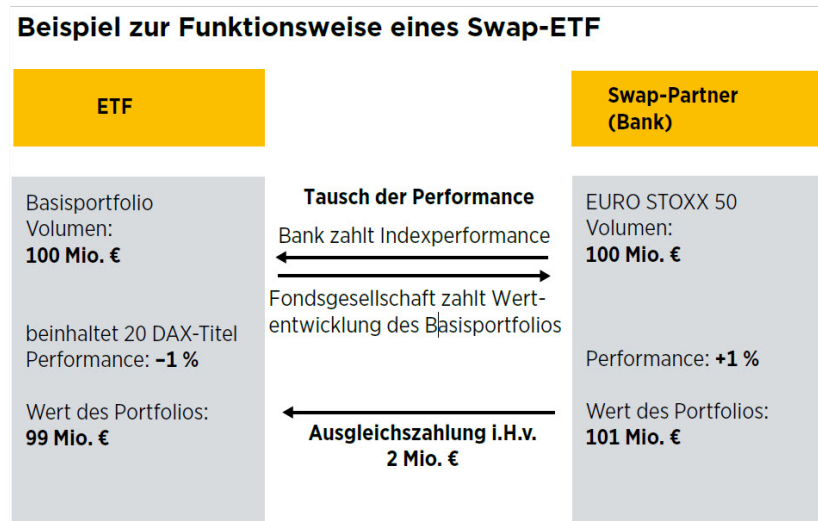 Beispiel zur Funktionsweise eines Swap-ETF
ETF
Swap-Partner
(Bank)
Basisportfolio
Volumen:
100 Mio. €
beinhaltet 20 DAX-Titel
Performance: –1 %
Wert des Portfolios:
99 Mio. €
Tausch der Performance
Bank zahlt Indexperformance
Fondsgesellschaft zahlt Wert-
entwicklung des Basisportfolios
Ausgleichszahlung i.H.v.
2 Mio. €
EURO STOXX 50
Volumen:
100 Mio. €
Performance: +1 %
Wert des Portfolios:
101 Mio. €